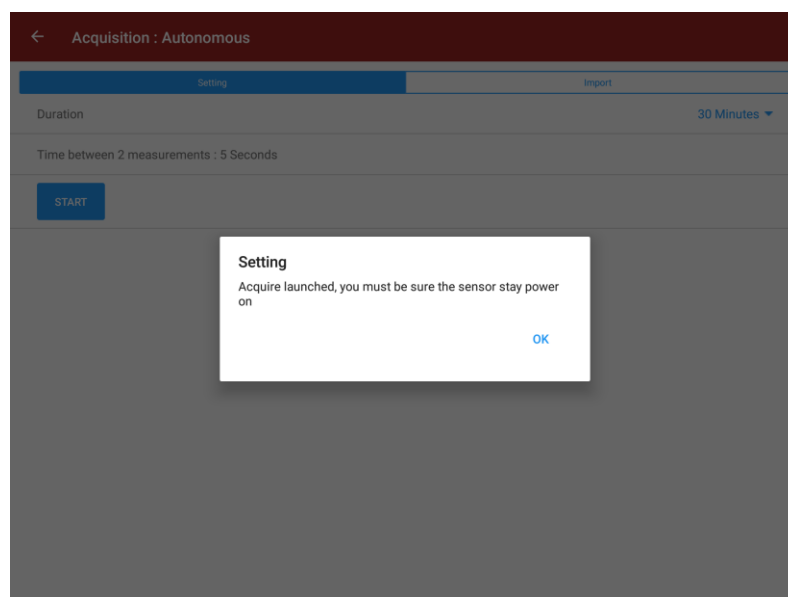 Acquisition : Autonomous
Setting
Import
Duration
30 Minutes
Time between 2 measurements : 5 Seconds
START
Setting
Acquire launched, you must be sure the sensor stay power
on
OK